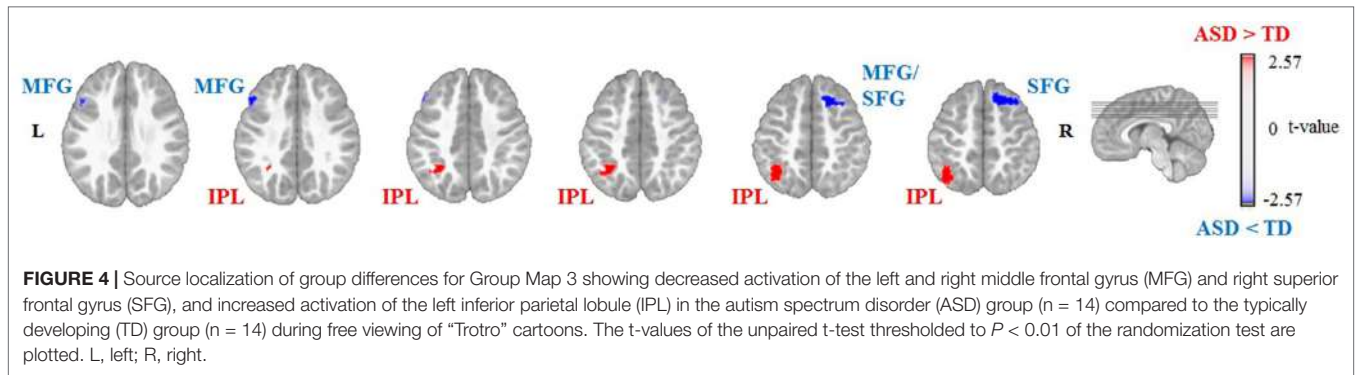 ASD > TD
2.57
MFG
MFG
MFG/
SFG
SFG
L
R
0 t-value
IPL
IPL
IPL
IPL
IPL
-2.57
ASD < TD
FIGURE 4 | Source localization of group differences for Group Map 3 showing decreased activation of the left and right middle frontal gyrus (MFG) and right superior
frontal gyrus (SFG), and increased activation of the left inferior parietal lobule (IPL) in the autism spectrum disorder (ASD) group (n = 14) compared to the typically
developing (TD) group (n = 14) during free viewing of “Trotro” cartoons. The t-values of the unpaired t-test thresholded to P < 0.01 of the randomization test are
plotted. L, left; R, right.